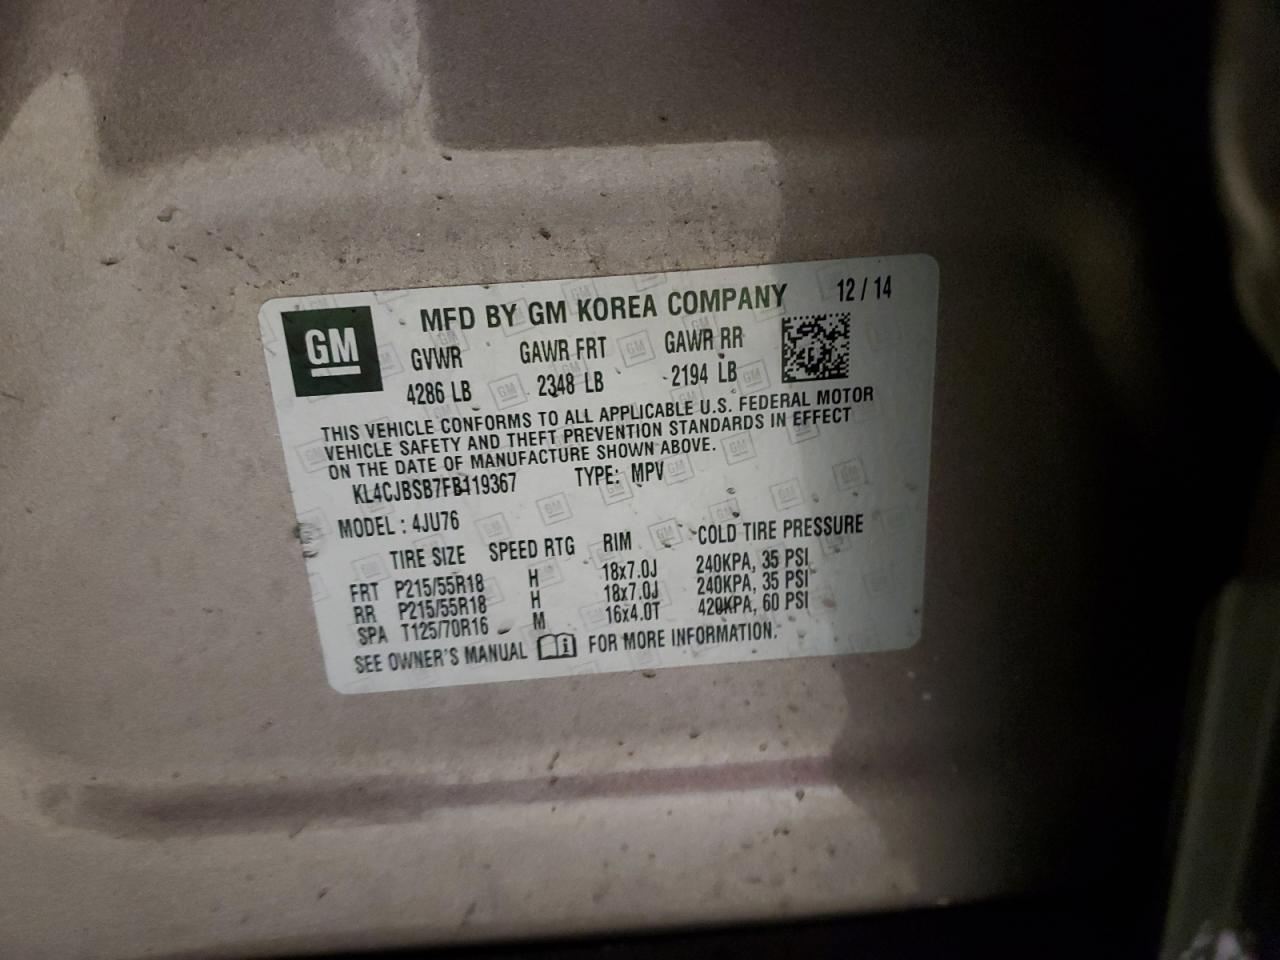 GM
MFD BY GM KOREA COMPANY 12 / 14
GVWR GAWR FRT GAWR RR
4286 LB 2348 LB 2194 LB
THIS VEHICLE CONFORMS TO ALL APPLICABLE U.S. FEDERAL MOTOR
VEHICLE SAFETY AND THEFT PREVENTION STANDARDS IN EFFECT
ON THE DATE OF MANUFACTURE SHOWN ABOVE.
KL4CJBSB7FB119367 TYPE: MPV
MODEL : 4JU76
TIRE SIZE SPEED RTG RIM COLD TIRE PRESSURE
FRT P215/55R18 H 18x7.0J 240KPA, 35 PSI
RR P215/55R18 H 18x7.0J 240KPA, 35 PSI
SPA T125/70R16 M 16x4.0T 420KPA, 60 PSI
SEE OWNER'S MANUAL i FOR MORE INFORMATION.